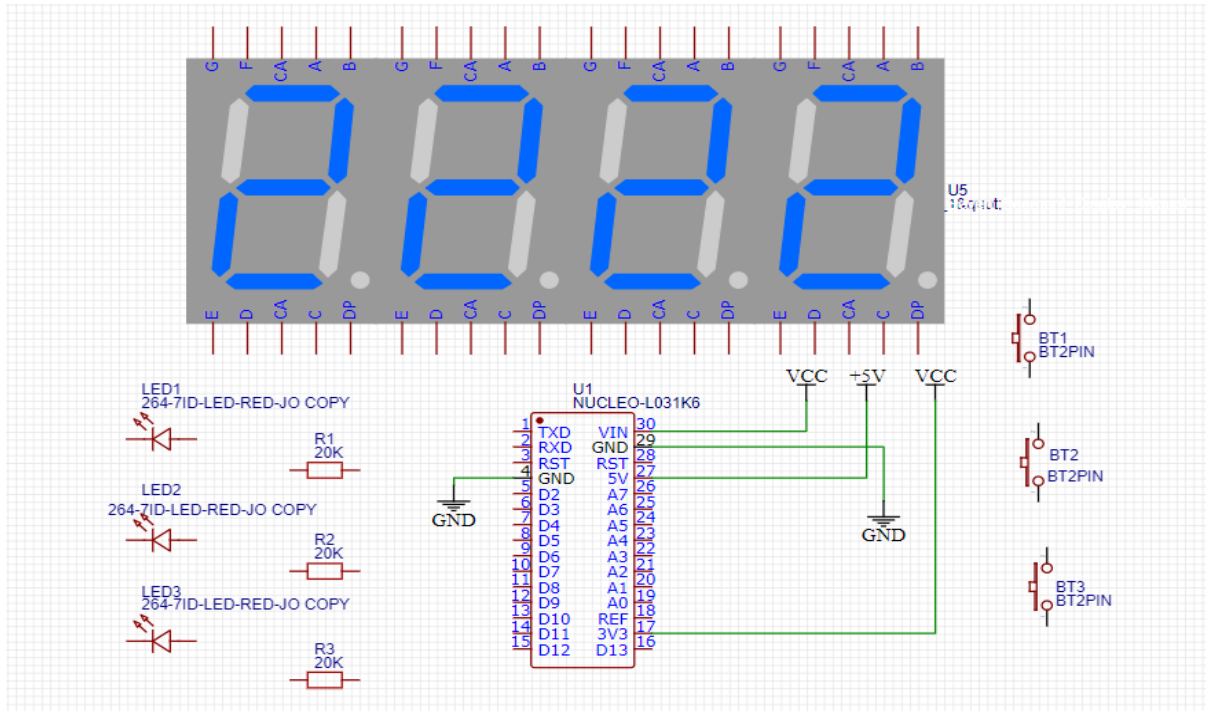 G F CA A B G F CA A B G F CA A B G F CA A B
U5
E D CA C DP E D CA C DP E D CA C DP E D CA C DP
BT1
BT2PIN
VCC +5V VCC
LED1
264-7ID-LED-RED-JO COPY
U1
NUCLEO-L031K6
R1
20K
1 TXD VIN 30
2 RXD GND 29
3 RST RST 28
4 GND 5V 27
5 D2 A7 26
6 D3 A6 25
7 D4 A5 24
8 D5 A4 23
9 D6 A3 22
10 D7 A2 21
11 D8 A1 20
12 D9 A0 19
13 D10 REF 18
14 D11 3V3 17
15 D12 D13 16
GND
GND
BT2
BT2PIN
LED2
264-7ID-LED-RED-JO COPY
R2
20K
BT3
BT2PIN
LED3
264-7ID-LED-RED-JO COPY
R3
20K